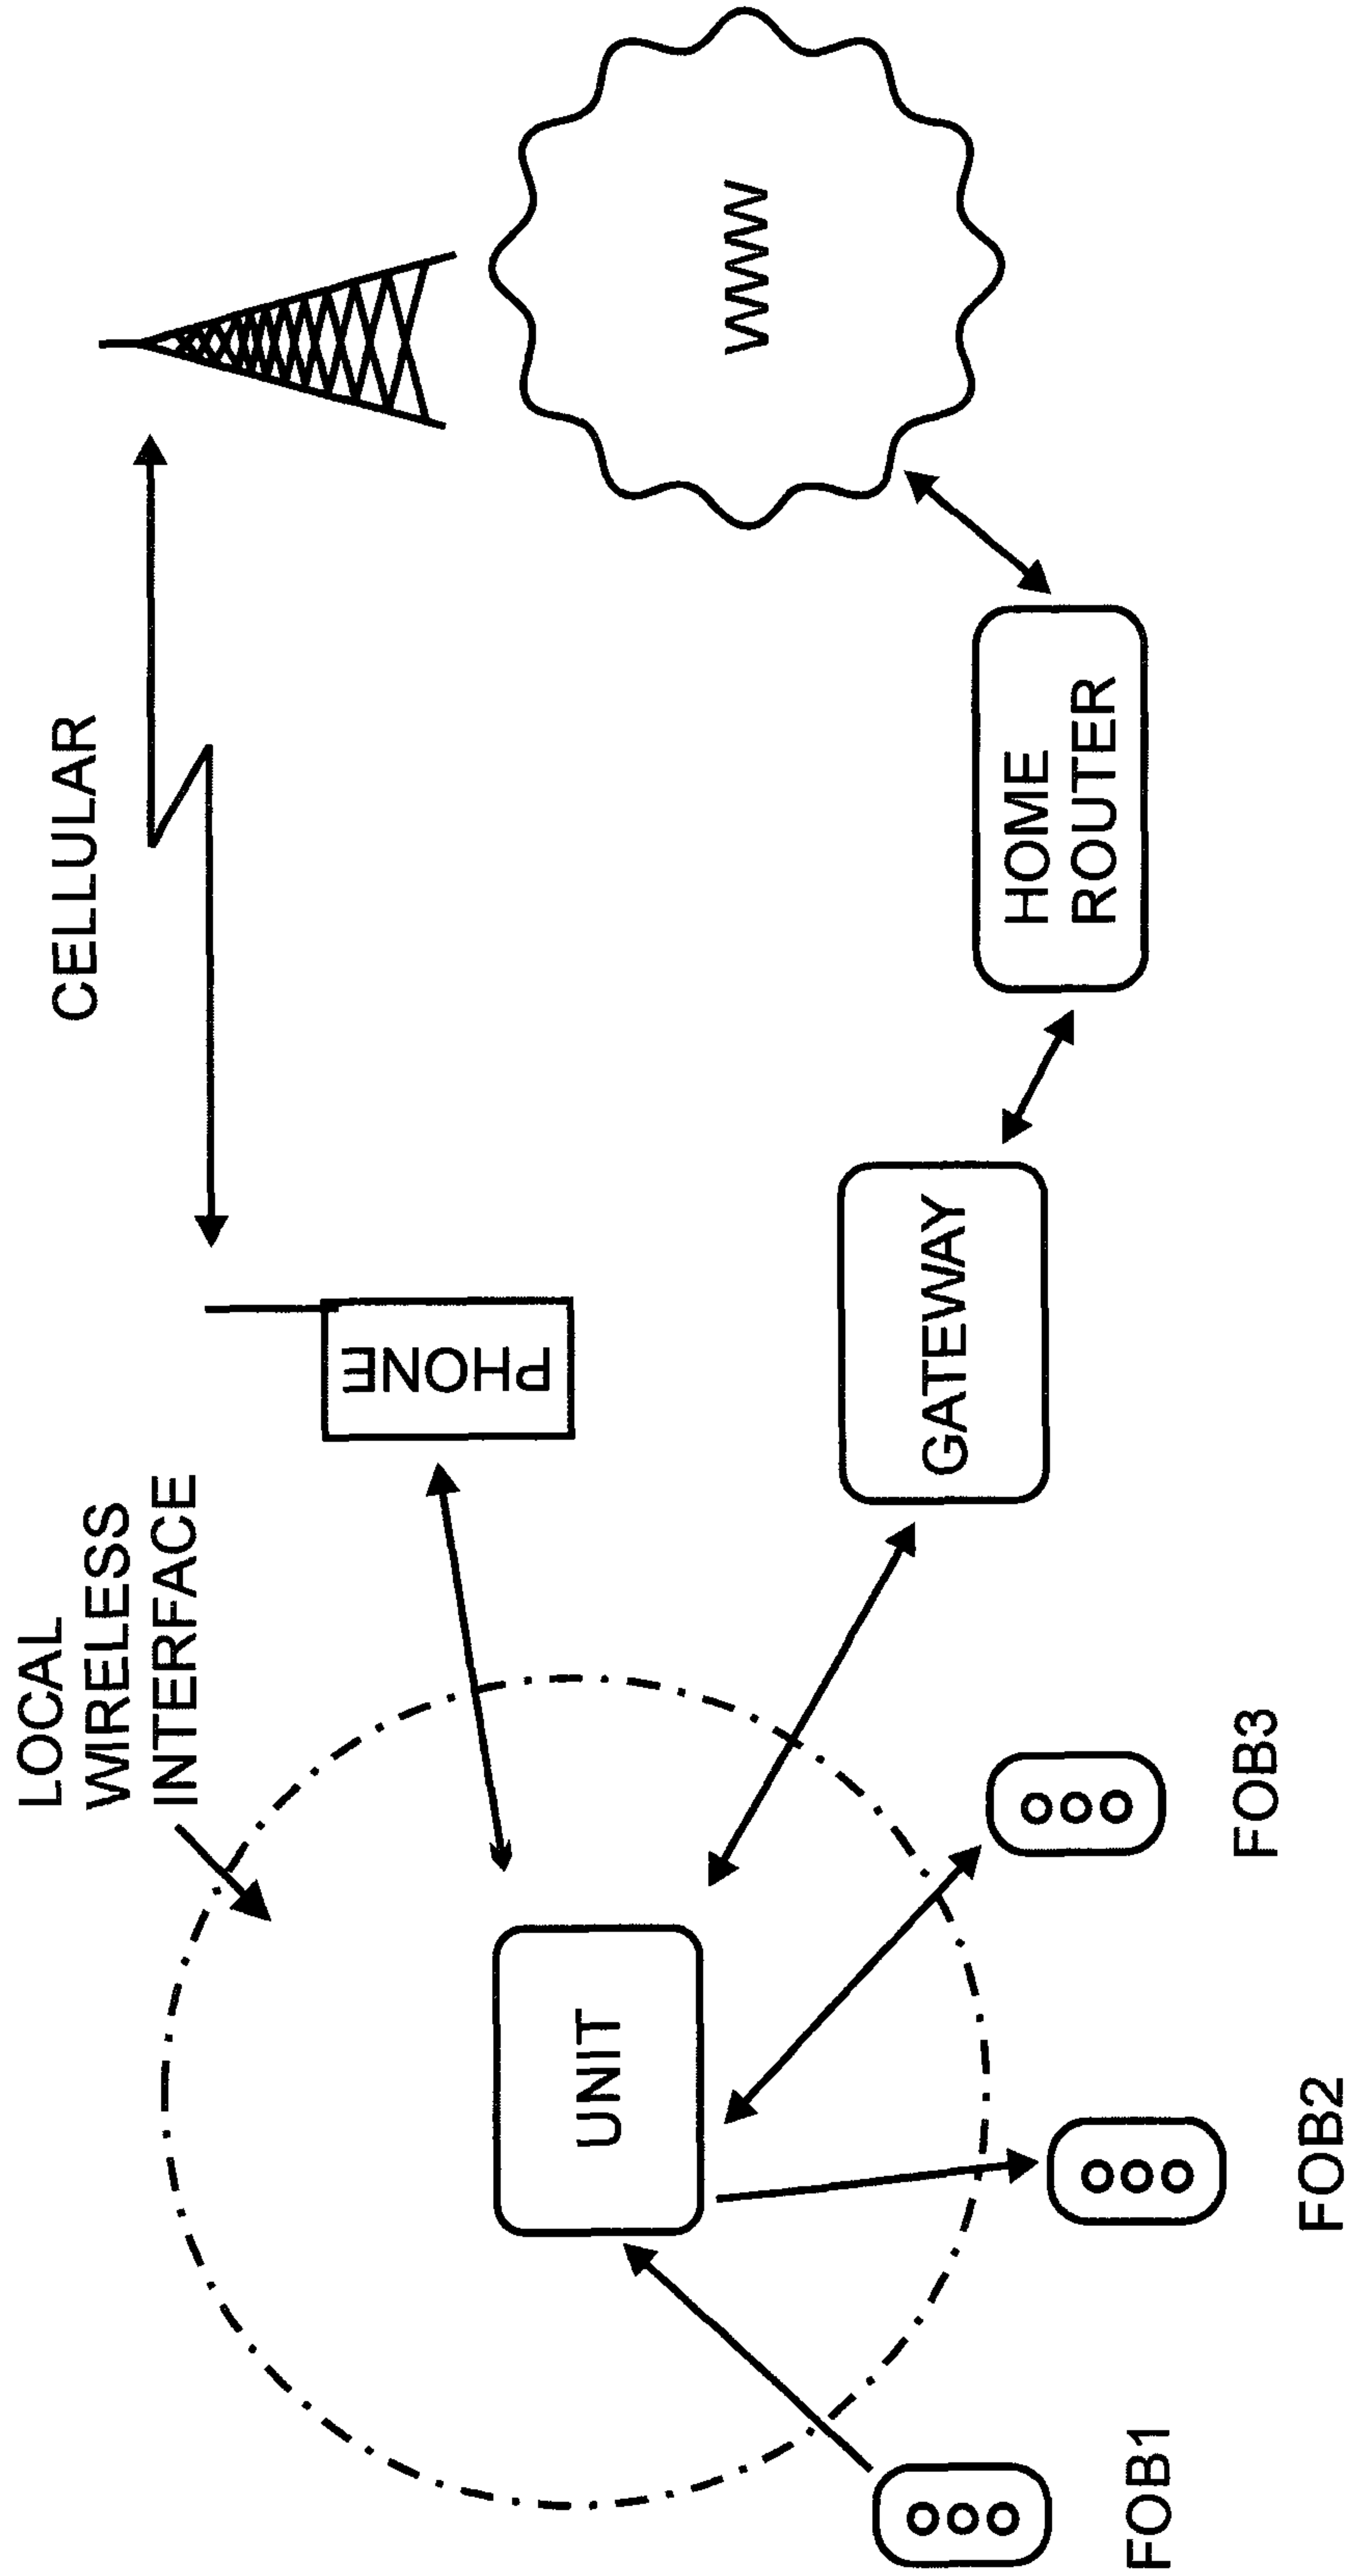 CELLULAR
LOCAL
WIRELESS
INTERFACE
PHONE
WWW
UNIT
GATEWAY
HOME
ROUTER
FOB1
FOB2
FOB3